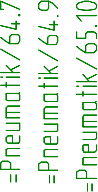 =Pneumatik/64.7
=Pneumatik/64.9
=Pneumatik/65.10